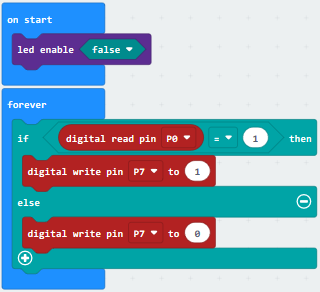 on start
led enable false
forever
if digital read pin P0 = 1 then
digital write pin P7 to 1
else
digital write pin P7 to 0